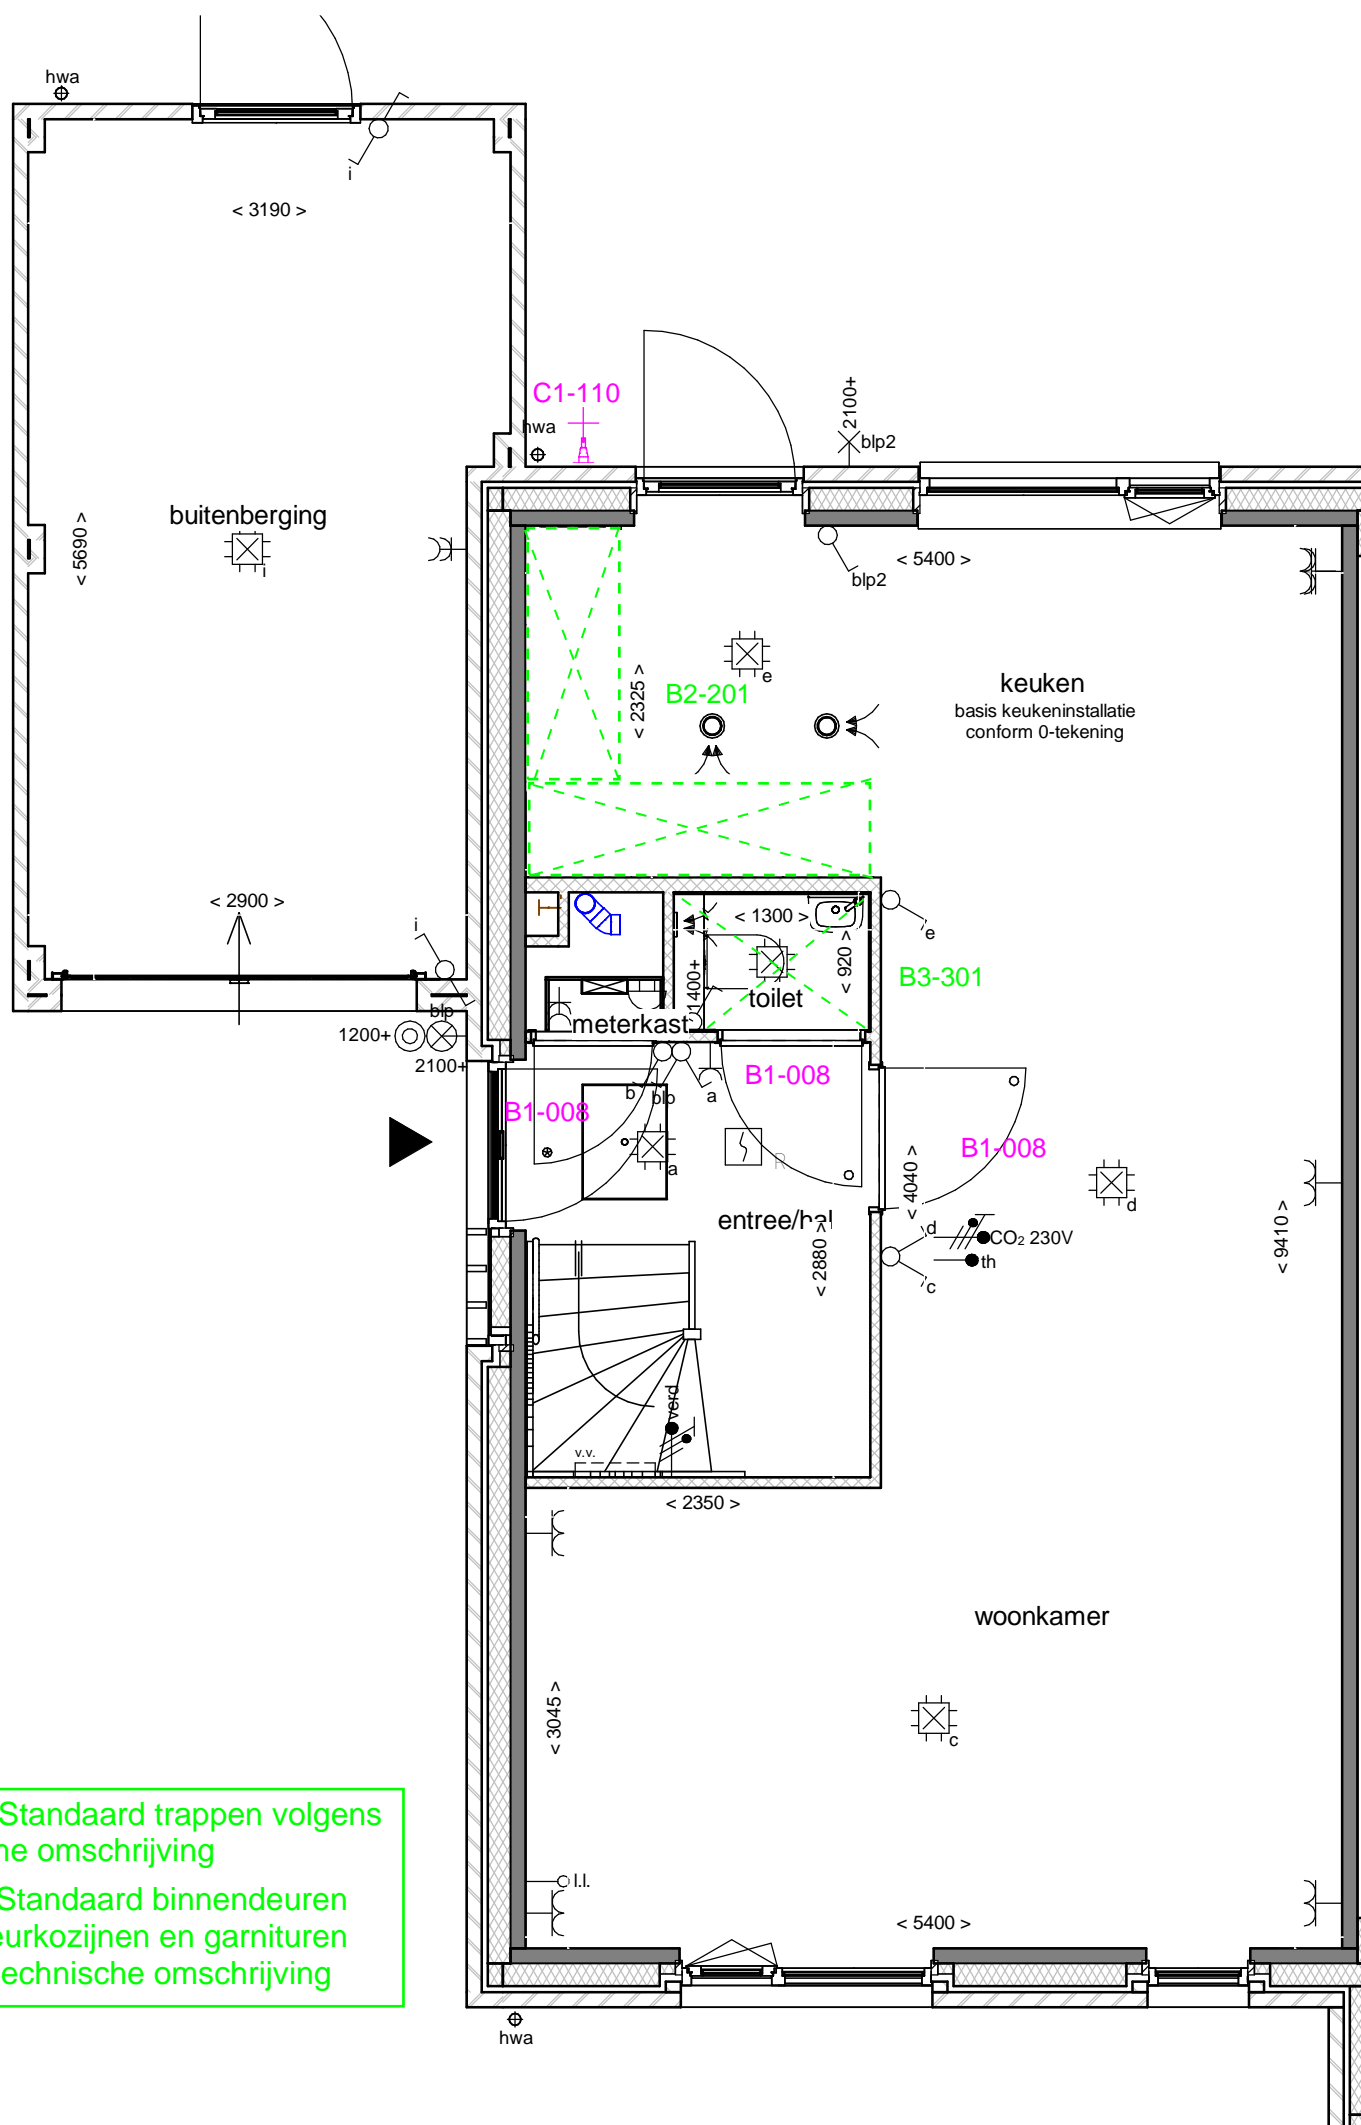 hwa
i
< 3190 >
C1-110
hwa
2100+
blp2
buitenberging
i
< 5690 >
blp2
< 5400 >
e
< 2325 >
B2-201
keuken
basis keukeninstallatie
conform 0-tekening
< 2900 >
i
< 1300 >
e
< 920 >
B3-301
1400+
toilet
blp
meterkast
1200+
2100+
B1-008
b
blp
a
B1-008
B1-008
a
R
< 4040 >
d
entree/hal
d
CO₂ 230V
< 2880 >
< 9410 >
th
c
verd
v.v.
< 2350 >
woonkamer
< 3045 >
c
Standaard trappen volgens
ne omschrijving
Standaard binnendeuren
eurkozijnen en garnituren
technische omschrijving
l.l.
< 5400 >
hwa